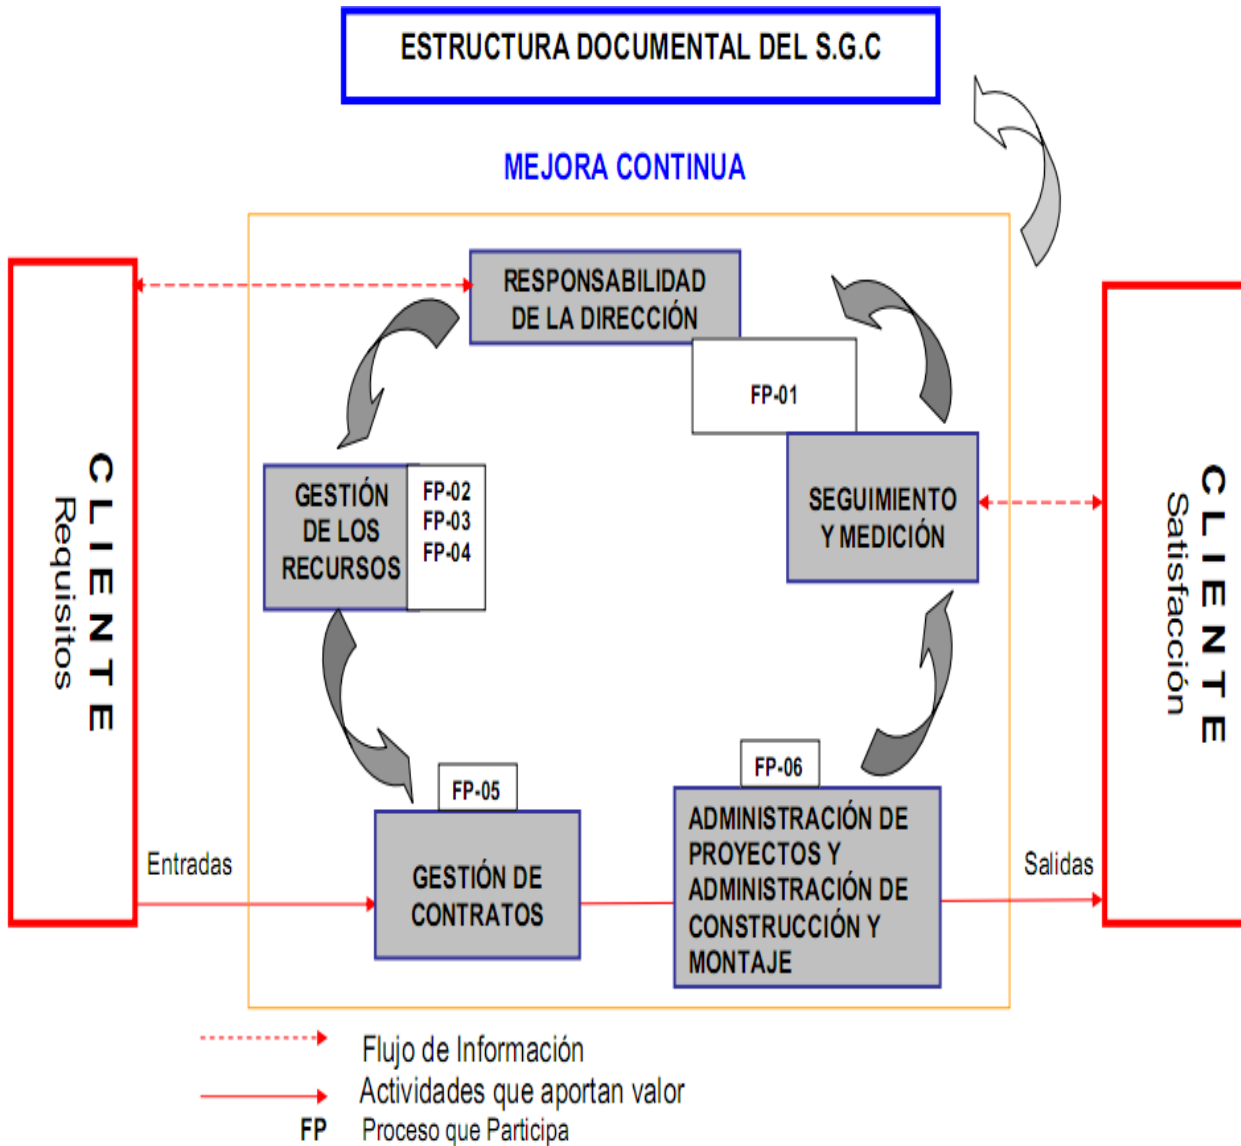 ESTRUCTURA DOCUMENTAL DEL S.G.C
MEJORA CONTINUA
RESPONSABILIDAD
DE LA DIRECCIÓN
FP-01
CLIENTE
Requisitos
GESTIÓN
DE LOS
RECURSOS
FP-02
FP-03
FP-04
SEGUIMIENTO
Y MEDICIÓN
CLIENTE
Satisfacción
FP-05
FP-06
Entradas
GESTIÓN DE
CONTRATOS
ADMINISTRACIÓN DE
PROYECTOS Y
ADMINISTRACIÓN DE
CONSTRUCCIÓN Y
MONTAJE
Salidas
Flujo de Información
Actividades que aportan valor
FP Proceso que Participa